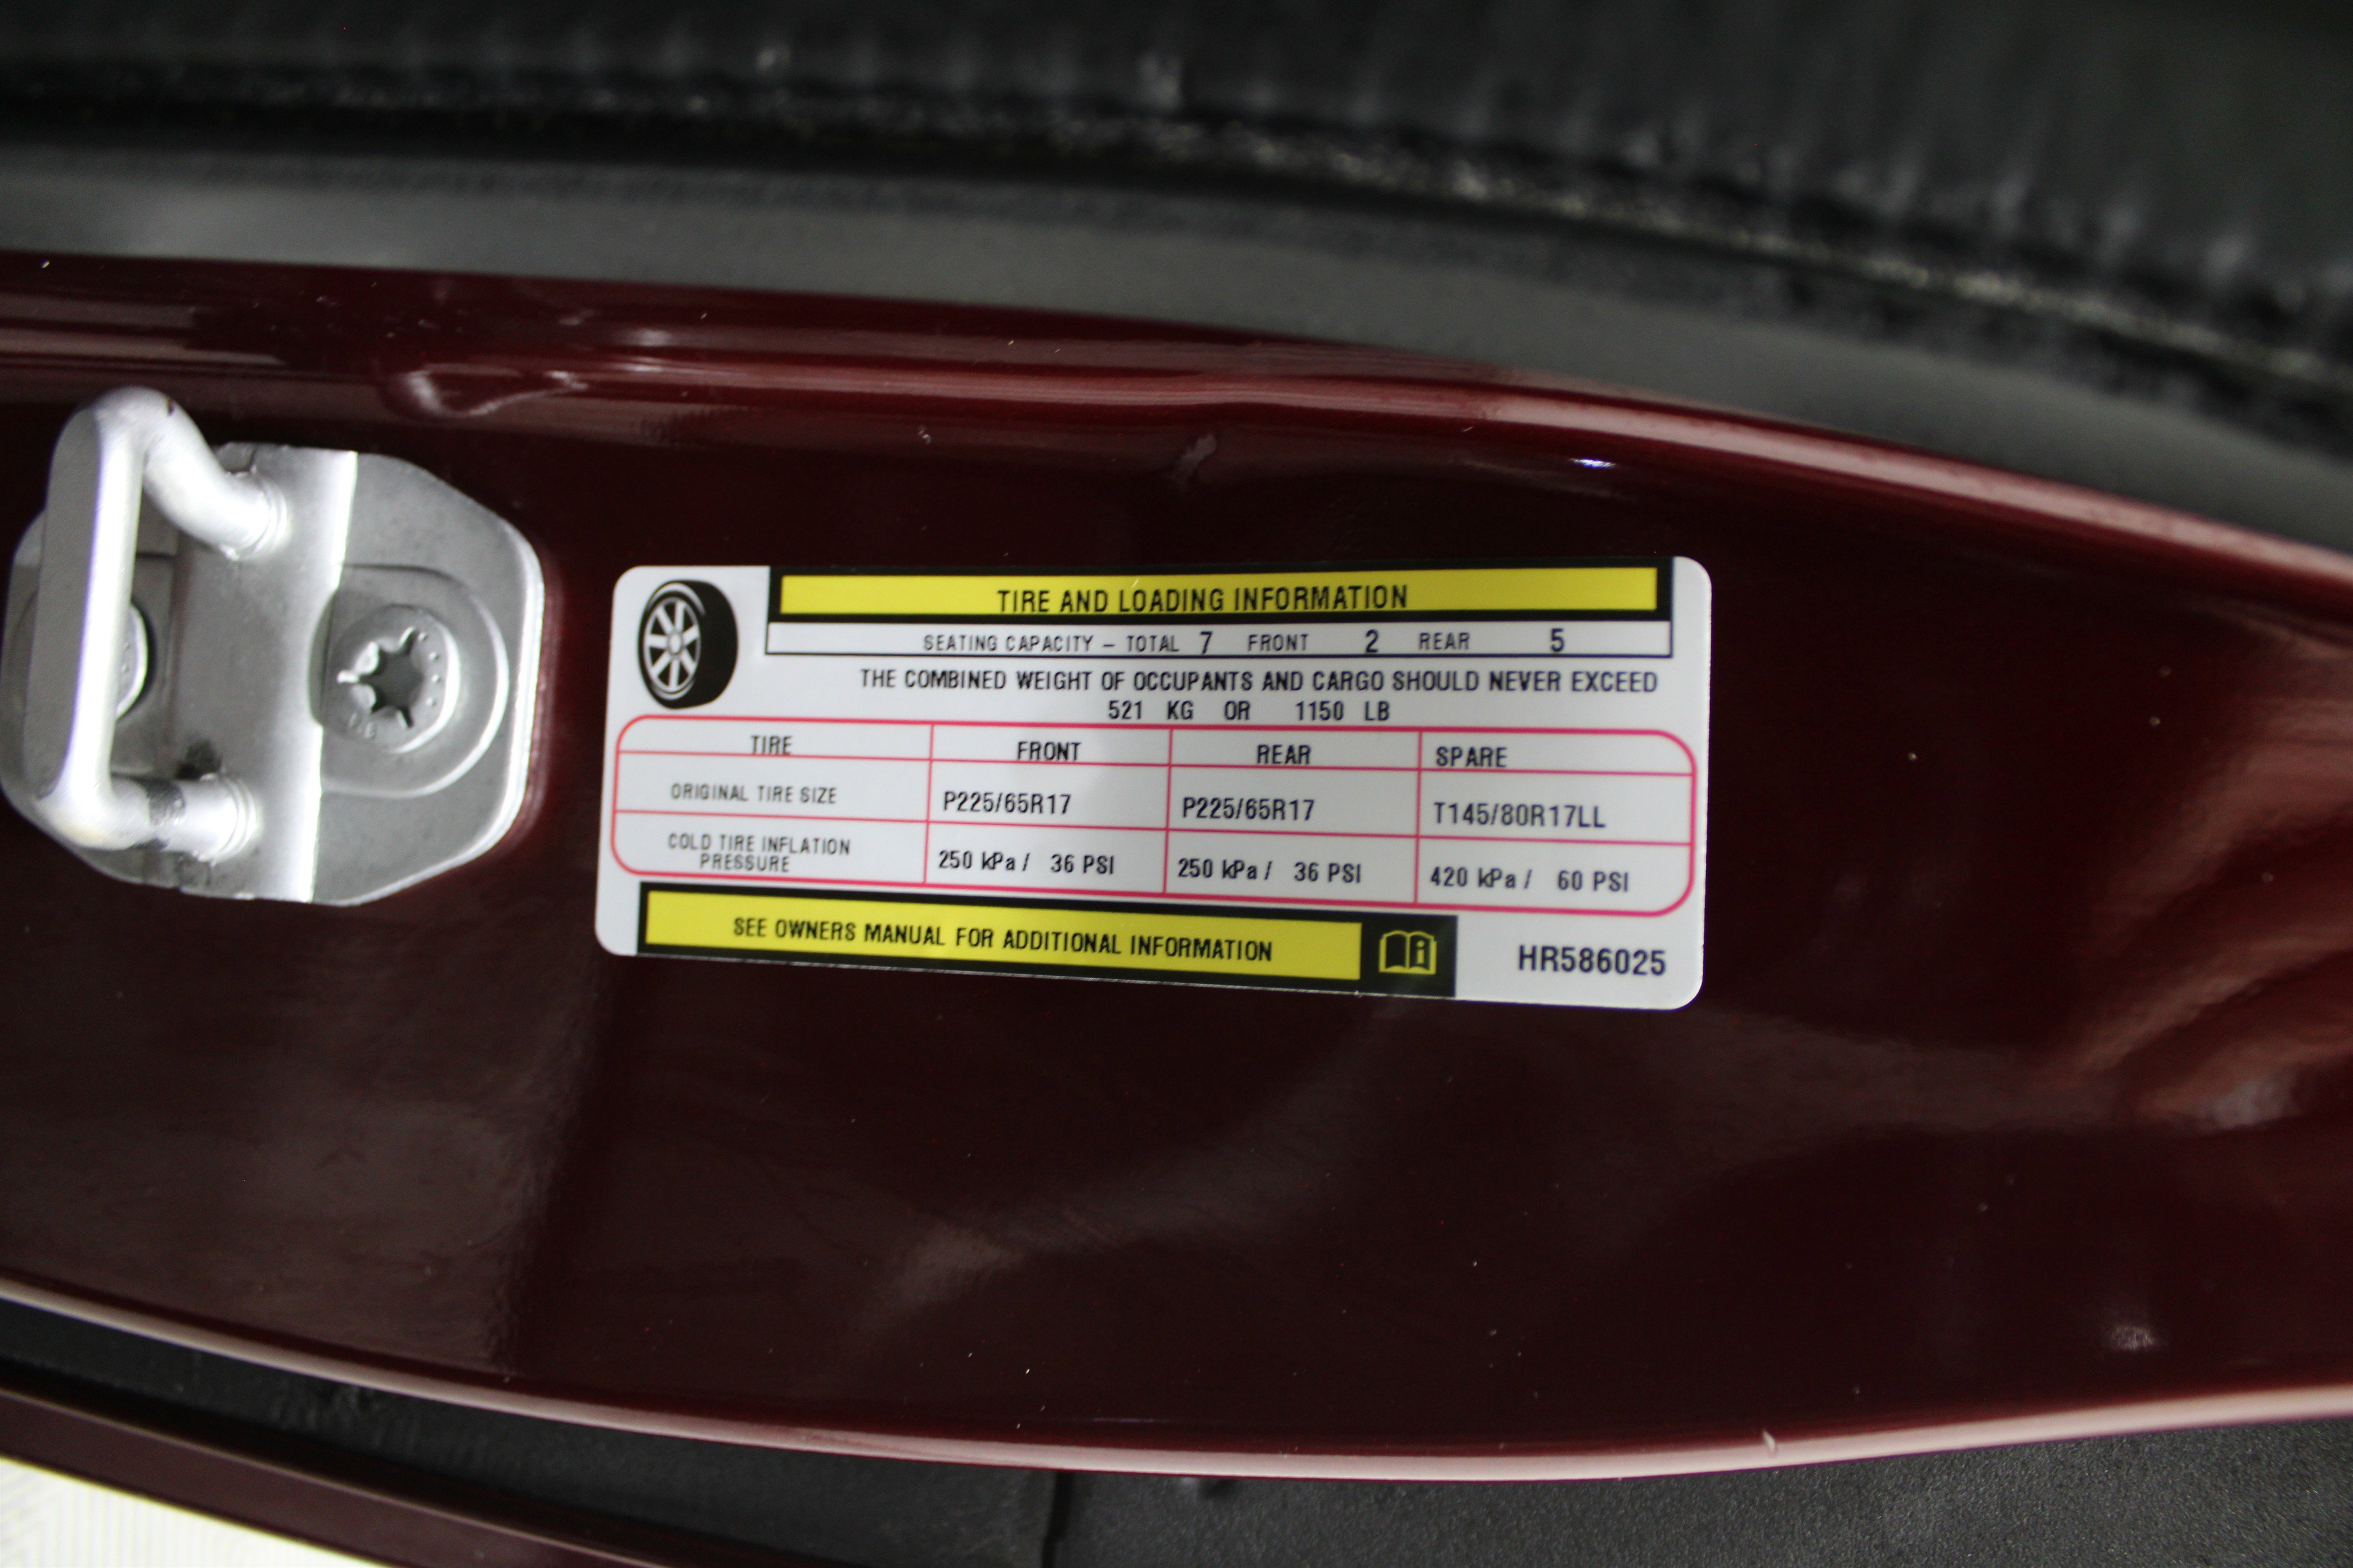 TIRE AND LOADING INFORMATION
SEATING CAPACITY – TOTAL 7 FRONT 2 REAR 5
THE COMBINED WEIGHT OF OCCUPANTS AND CARGO SHOULD NEVER EXCEED
521 KG OR 1150 LB
TIRE FRONT REAR SPARE
ORIGINAL TIRE SIZE P225/65R17 P225/65R17 T145/80R17LL
COLD TIRE INFLATION
PRESSURE 250 kPa / 36 PSI 250 kPa / 36 PSI 420 kPa / 60 PSI
SEE OWNERS MANUAL FOR ADDITIONAL INFORMATION
HR586025